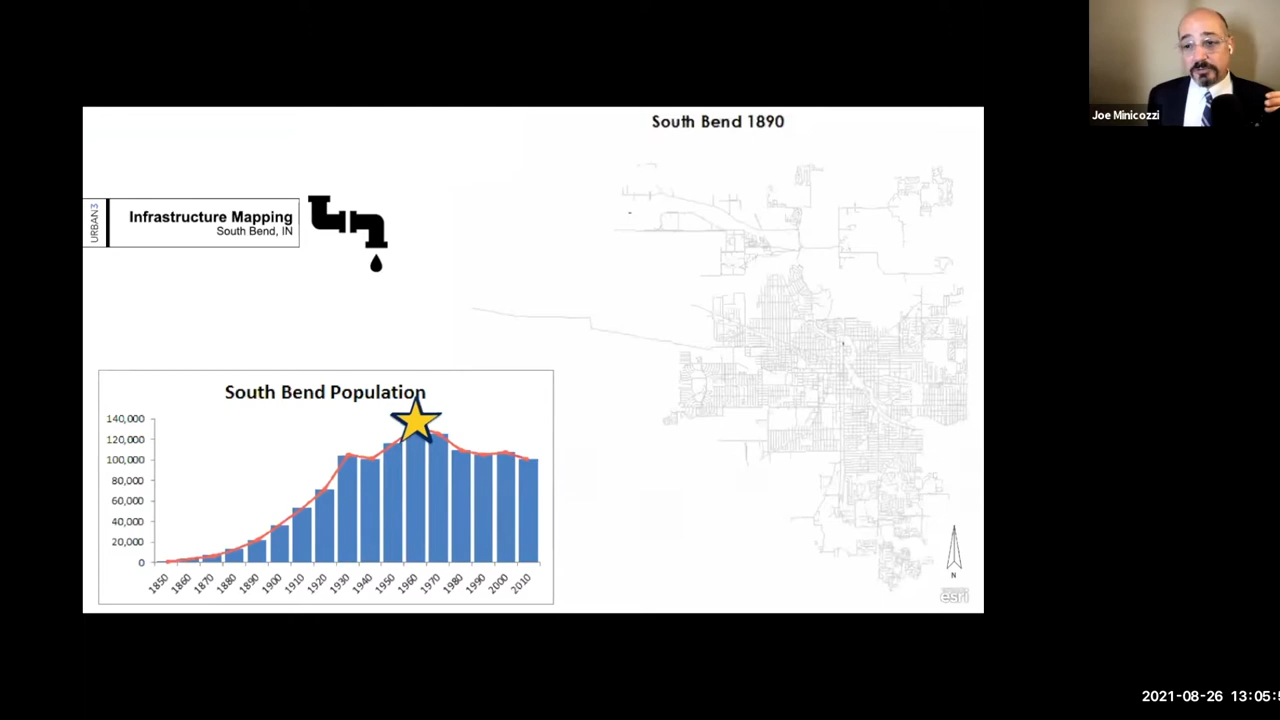 Joe Minicozzi
South Bend 1890
URBAN3
Infrastructure Mapping
South Bend, IN
South Bend Population
140,000
120,000
100,000
80,000
60,000
40,000
20,000
0
1850 1860 1870 1880 1890 1900 1910 1920 1930 1940 1950 1960 1970 1980 1990 2000 2010
N
esri
2021-08-26 13:05:5